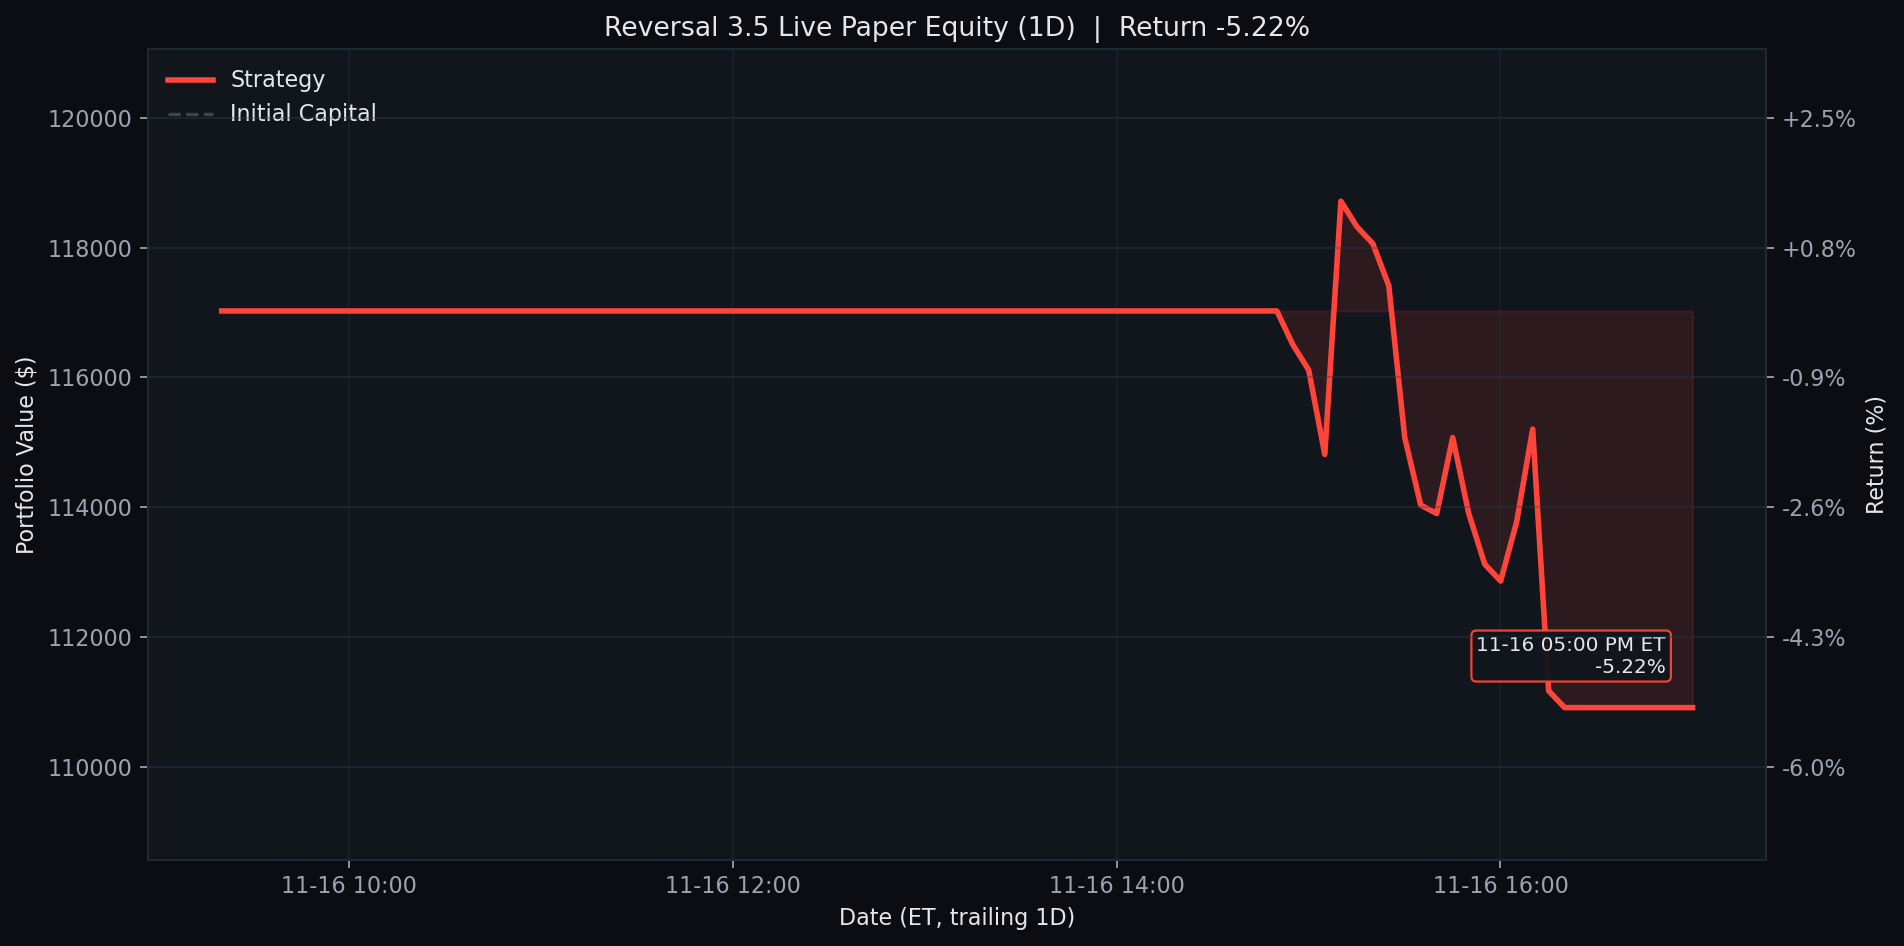 Reversal 3.5 Live Paper Equity (1D)  |  Return -5.22%
Strategy
Initial Capital
120000
118000
116000
114000
112000
110000
Portfolio Value ($)
+2.5%
+0.8%
-0.9%
-2.6%
-4.3%
-6.0%
Return (%)
11-16 05:00 PM ET
-5.22%
11-16 10:00
11-16 12:00
11-16 14:00
11-16 16:00
Date (ET, trailing 1D)